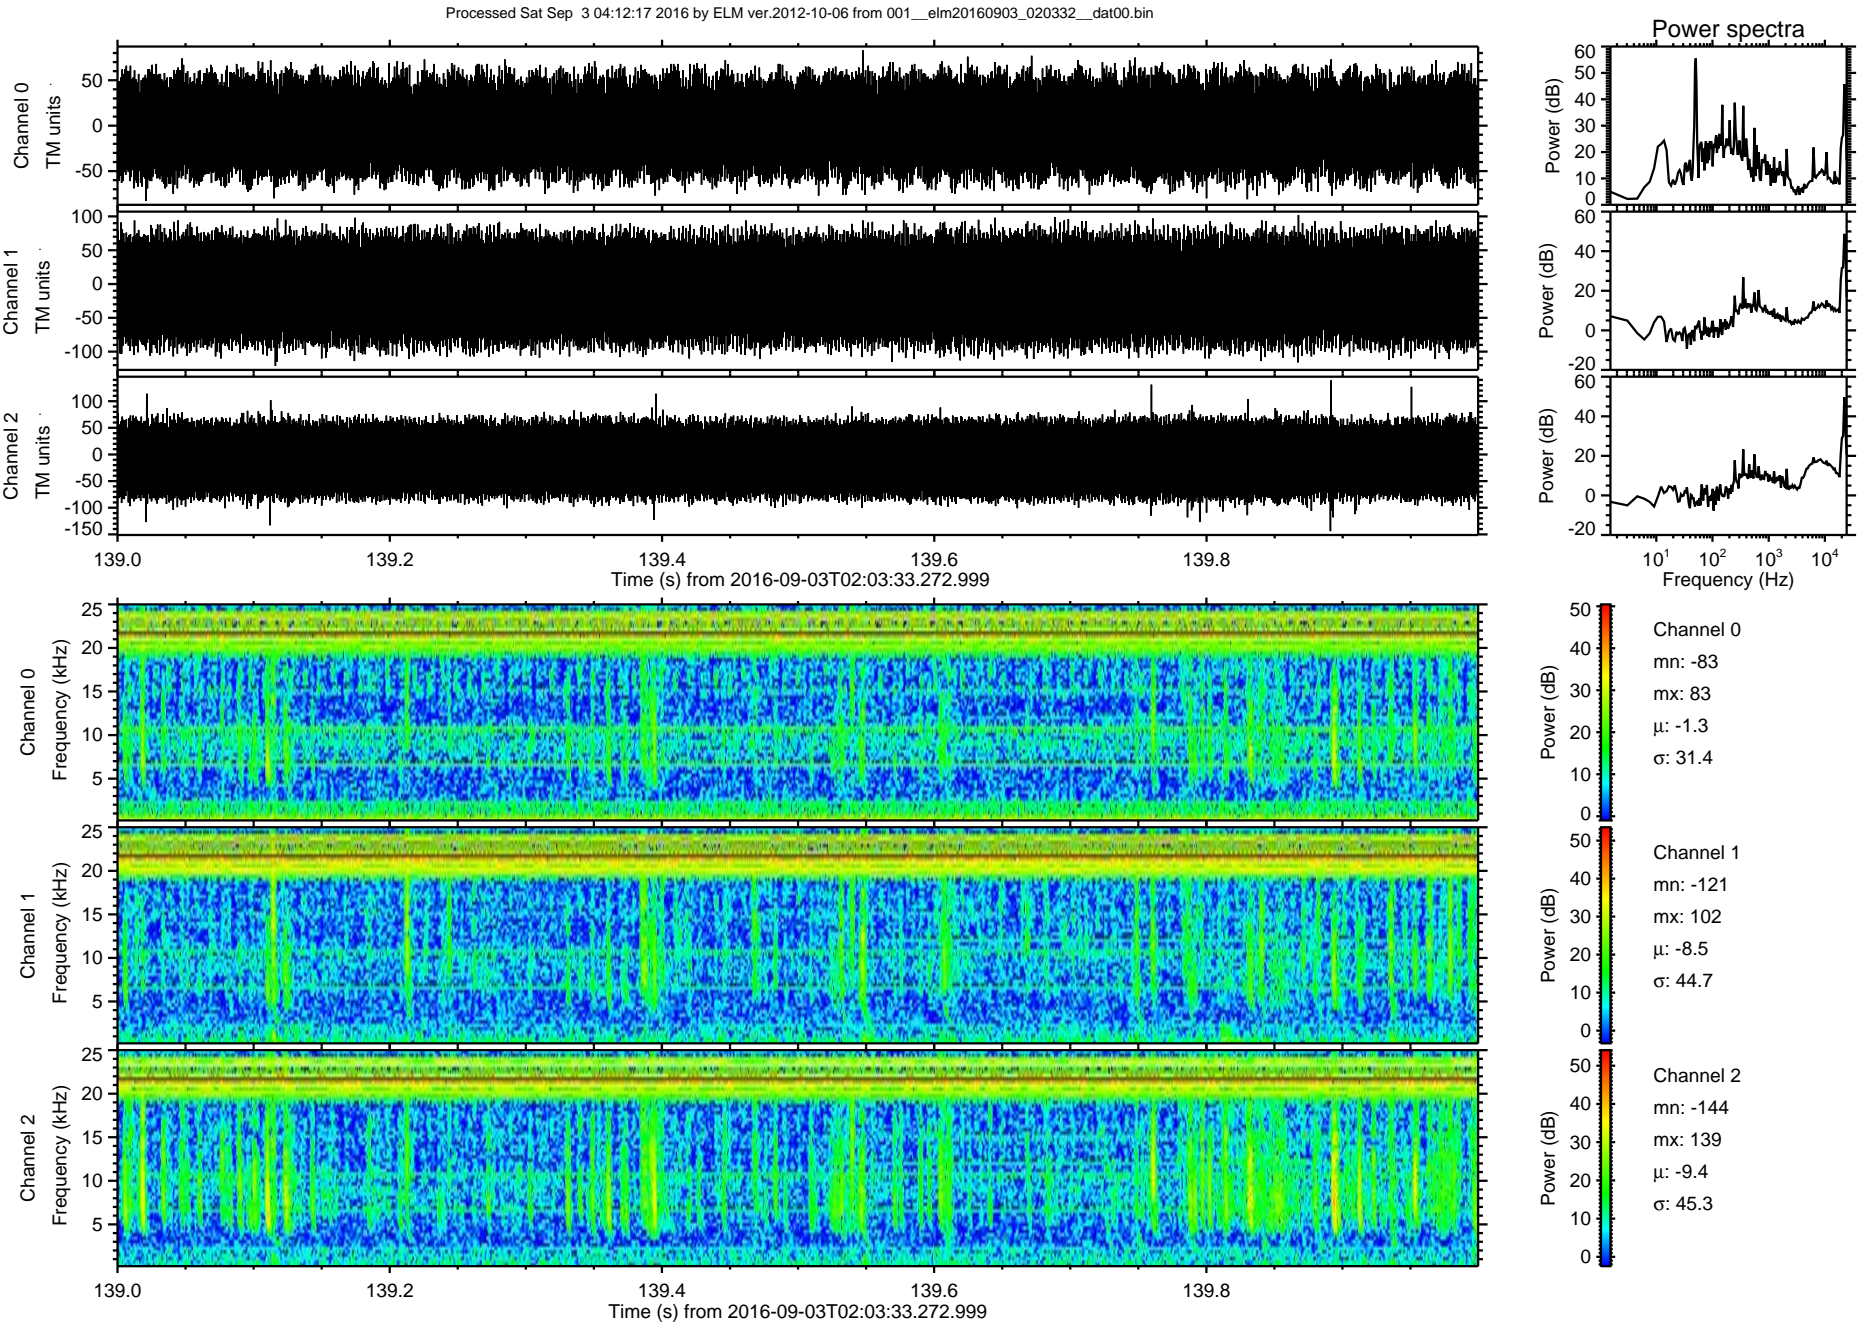 Processed Sat Sep  3 04:12:17 2016 by ELM ver.2012-10-06 from 001__elm20160903_020332__dat00.bin
Power spectra
Channel 0
TM units
50
0
-50
Power (dB)
60
50
40
30
20
10
0
Channel 1
TM units
100
50
0
-50
-100
Power (dB)
60
40
20
0
-20
Channel 2
TM units
100
50
0
-50
-100
-150
Power (dB)
60
40
20
0
-20
139.0
139.2
139.4
139.6
139.8
Time (s) from 2016-09-03T02:03:33.272.999
10^1
10^2
10^3
10^4
Frequency (Hz)
Channel 0
Frequency (kHz)
25
20
15
10
5
Power (dB)
50
40
30
20
10
0
Channel 0
mn: -83
mx: 83
μ: -1.3
σ: 31.4
Channel 1
Frequency (kHz)
25
20
15
10
5
Power (dB)
50
40
30
20
10
0
Channel 1
mn: -121
mx: 102
μ: -8.5
σ: 44.7
Channel 2
Frequency (kHz)
25
20
15
10
5
Power (dB)
50
40
30
20
10
0
Channel 2
mn: -144
mx: 139
μ: -9.4
σ: 45.3
139.0
139.2
139.4
139.6
139.8
Time (s) from 2016-09-03T02:03:33.272.999